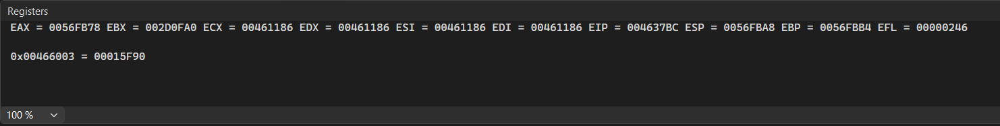 Registers
EAX = 0056FB78 EBX = 002D0FA0 ECX = 00461186 EDX = 00461186 ESI = 00461186 EDI = 00461186 EIP = 004637BC ESP = 0056FBA8 EBP = 0056FBB4 EFL = 00000246
0x00466003 = 00015F90
100 %